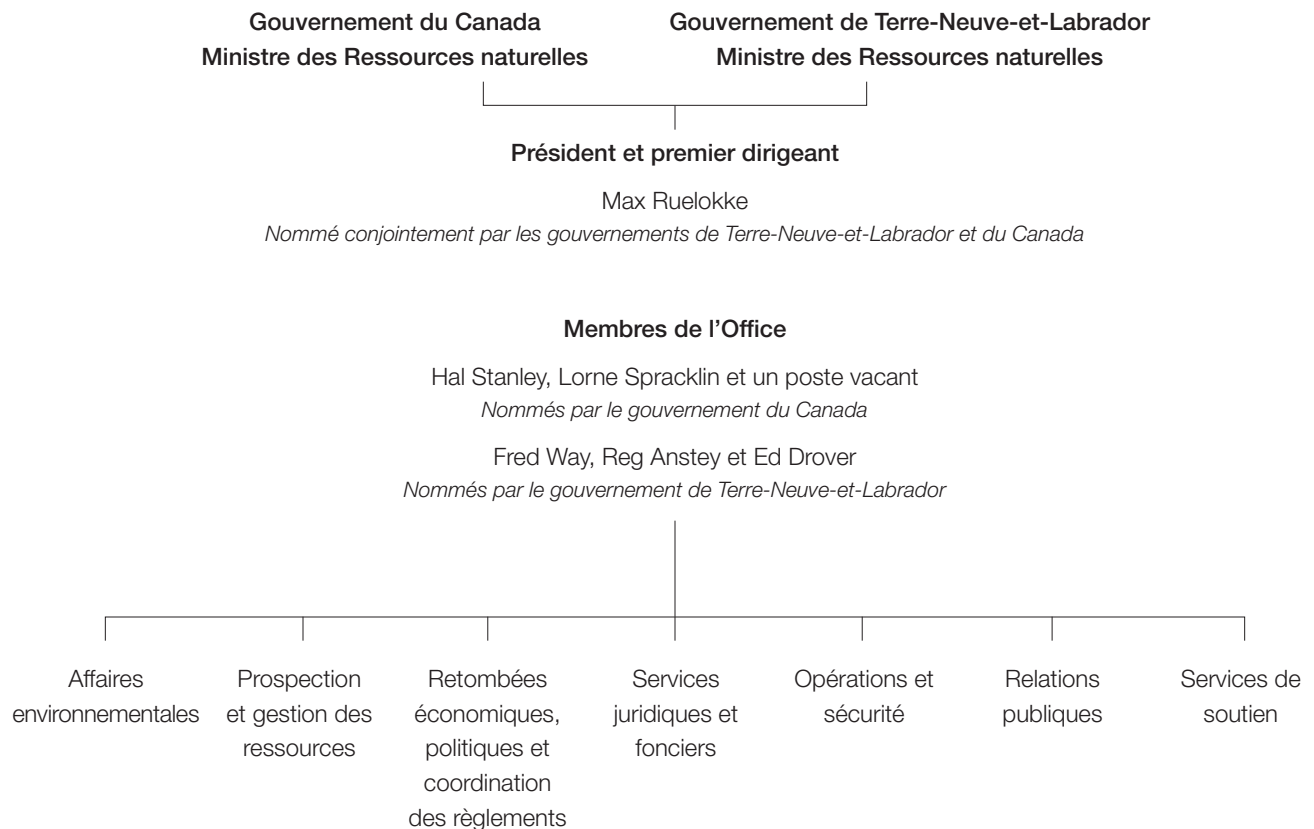 Gouvernement du Canada
Ministre des Ressources naturelles
Gouvernement de Terre-Neuve-et-Labrador
Ministre des Ressources naturelles
Président et premier dirigeant
Max Ruelokke
Nommé conjointement par les gouvernements de Terre-Neuve-et-Labrador et du Canada
Membres de l’Office
Hal Stanley, Lorne Spracklin et un poste vacant
Nommés par le gouvernement du Canada
Fred Way, Reg Anstey et Ed Drover
Nommés par le gouvernement de Terre-Neuve-et-Labrador
Affaires
environnementales
Prospection
et gestion des
ressources
Retombées
économiques,
politiques et
coordination
des règlements
Services
juridiques et
fonciers
Opérations et
sécurité
Relations
publiques
Services de
soutien